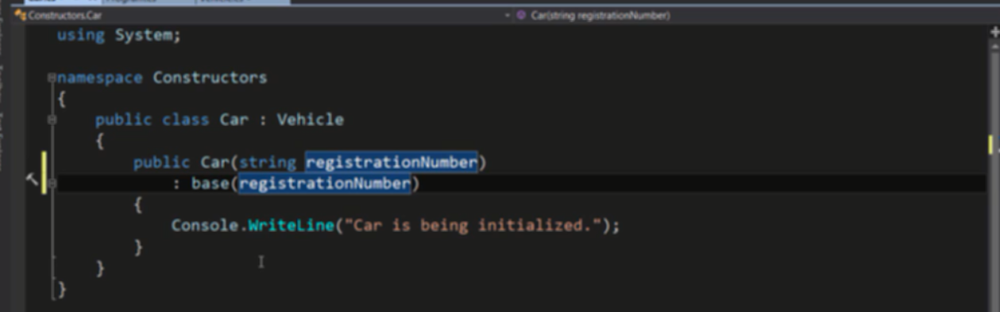 Constructors.Car
Car(string registrationNumber)
using System;
namespace Constructors
{
public class Car : Vehicle
{
public Car(string registrationNumber)
: base(registrationNumber)
{
Console.WriteLine("Car is being initialized.");
}
}
}